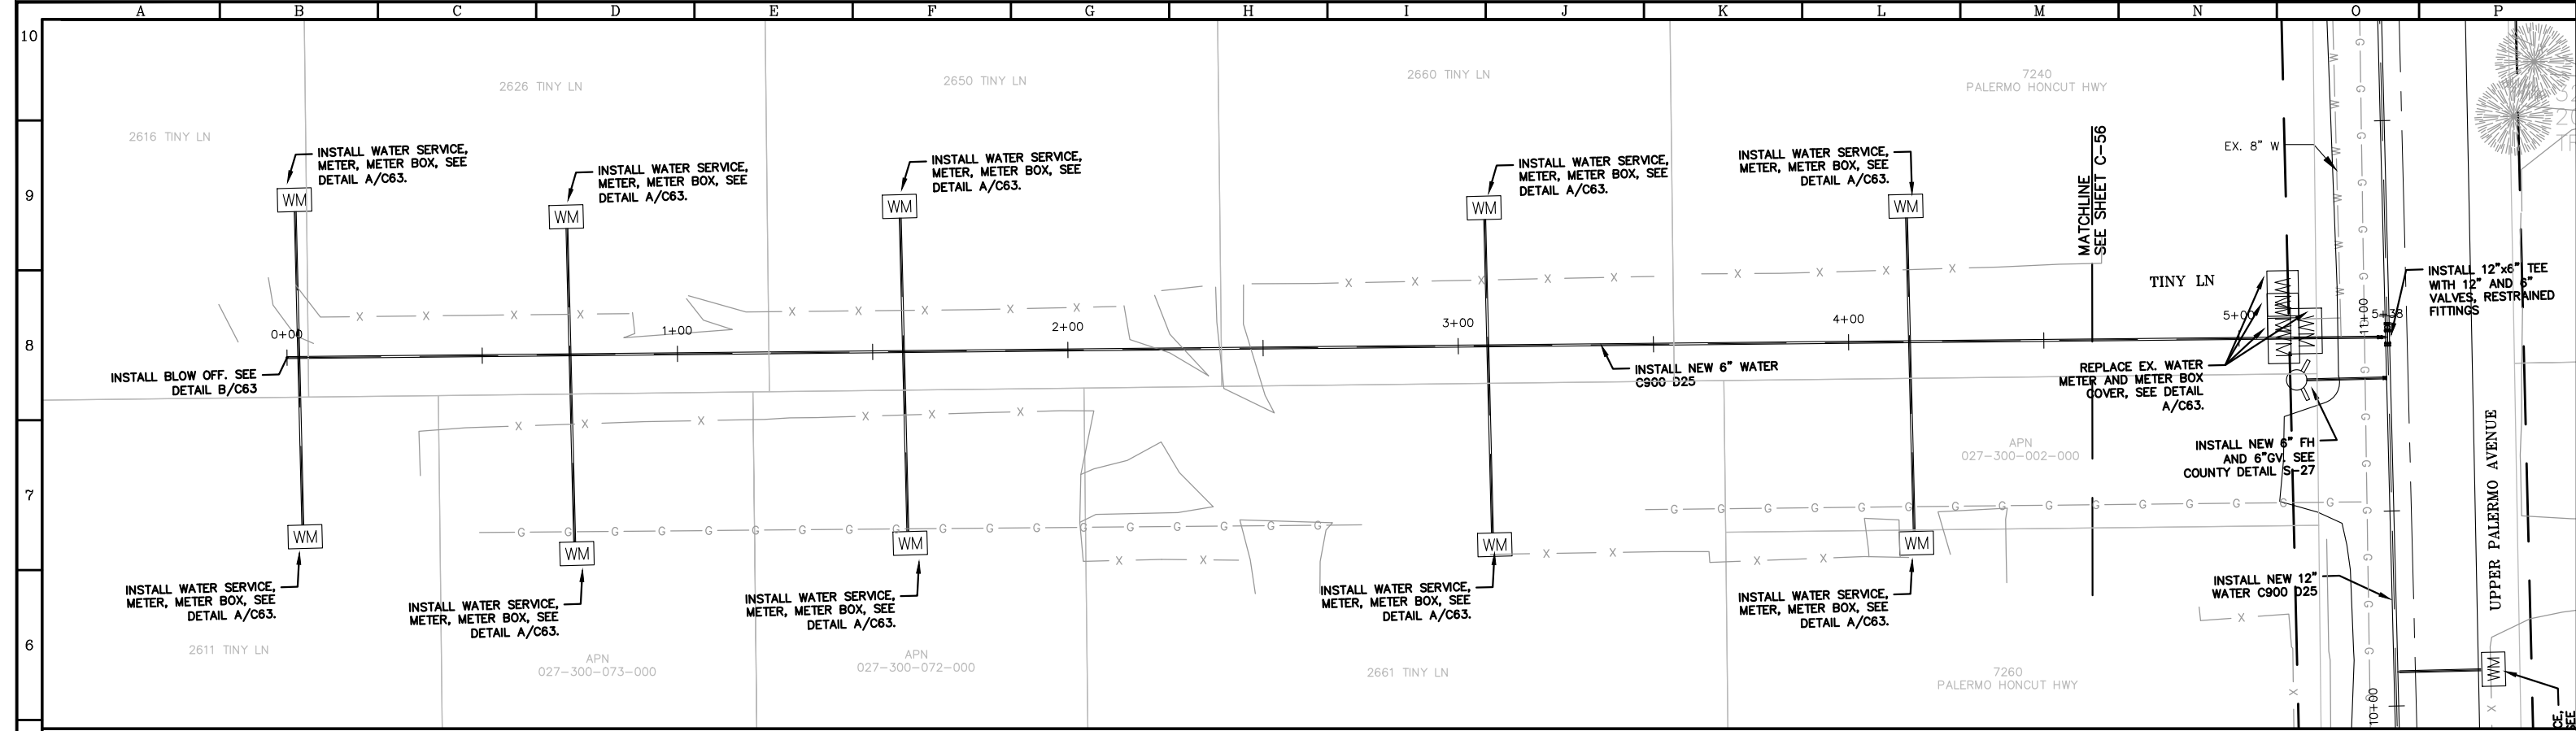 A B C D E F G H I J K L M N O P
10
9
8
7
6
2616 TINY LN
2626 TINY LN
2650 TINY LN
2660 TINY LN
7240
PALERMO HONCUT HWY
INSTALL WATER SERVICE,
METER, METER BOX, SEE
DETAIL A/C63.
WM
INSTALL WATER SERVICE,
METER, METER BOX, SEE
DETAIL A/C63.
WM
INSTALL WATER SERVICE,
METER, METER BOX, SEE
DETAIL A/C63.
WM
INSTALL WATER SERVICE,
METER, METER BOX, SEE
DETAIL A/C63.
WM
INSTALL WATER SERVICE,
METER, METER BOX, SEE
DETAIL A/C63.
WM
MATCHLINE
SEE SHEET C-56
EX. 8" W
TINY LN
INSTALL 12"x6" TEE
WITH 12" AND 6"
VALVES, RESTRAINED
FITTINGS
0+00
1+00
2+00
3+00
4+00
5+00
11+00
5+38
INSTALL BLOW OFF. SEE
DETAIL B/C63
INSTALL NEW 6" WATER
C900 D25
REPLACE EX. WATER
METER AND METER BOX
COVER, SEE DETAIL
A/C63.
INSTALL NEW 6" FH
AND 6"GV. SEE
COUNTY DETAIL S-27
APN
027-300-002-000
UPPER PALERMO AVENUE
WM
INSTALL WATER SERVICE,
METER, METER BOX, SEE
DETAIL A/C63.
WM
INSTALL WATER SERVICE,
METER, METER BOX, SEE
DETAIL A/C63.
WM
INSTALL WATER SERVICE,
METER, METER BOX, SEE
DETAIL A/C63.
WM
INSTALL WATER SERVICE,
METER, METER BOX, SEE
DETAIL A/C63.
WM
INSTALL WATER SERVICE,
METER, METER BOX, SEE
DETAIL A/C63.
INSTALL NEW 12"
WATER C900 D25
2611 TINY LN
APN
027-300-073-000
APN
027-300-072-000
2661 TINY LN
7260
PALERMO HONCUT HWY
10+00
WM